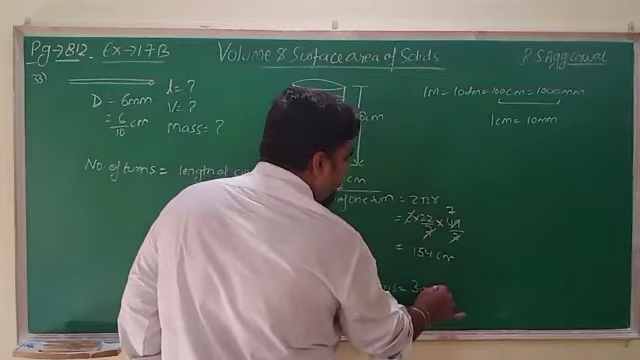 Pg→812. Ex→17B
Volume & Surface area of Solids
R S Aggarwal
33)
D = 6mm
= 6/10 cm
l = ?
V = ?
mass = ?
1m = 10dm = 100cm = 1000mm
1cm = 10mm
No. of turns = length of
cm
of one turn = 2πr
= 2 × 22/7 × 49/2
7
= 154 cm